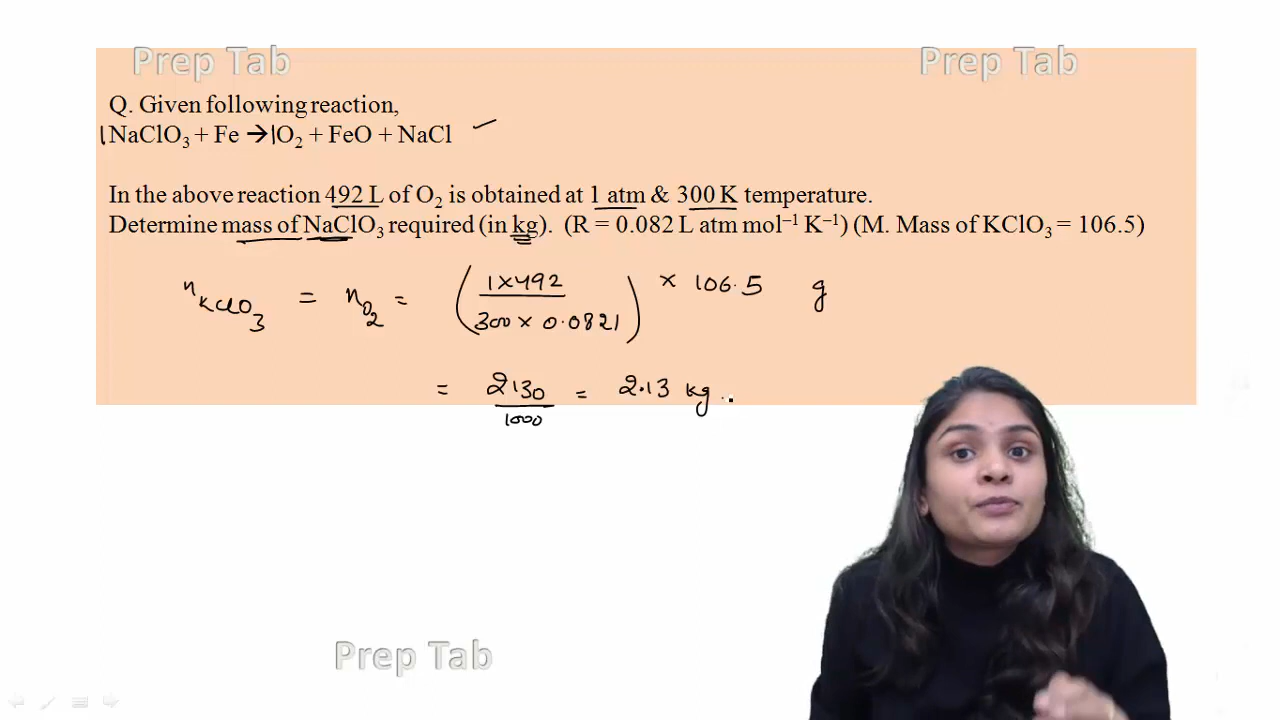 Prep Tab Prep Tab
Q. Given following reaction,
1NaClO₃ + Fe → 1O₂ + FeO + NaCl ✓
In the above reaction 492 L of O₂ is obtained at 1 atm & 300 K temperature.
Determine mass of NaClO₃ required (in kg). (R = 0.082 L atm mol⁻¹ K⁻¹) (M. Mass of KClO₃ = 106.5)
n KClO₃ = n O₂ = (1×492 / 300 × 0.0821) × 106.5 g
= 2130 / 1000 = 2.13 kg.
Prep Tab